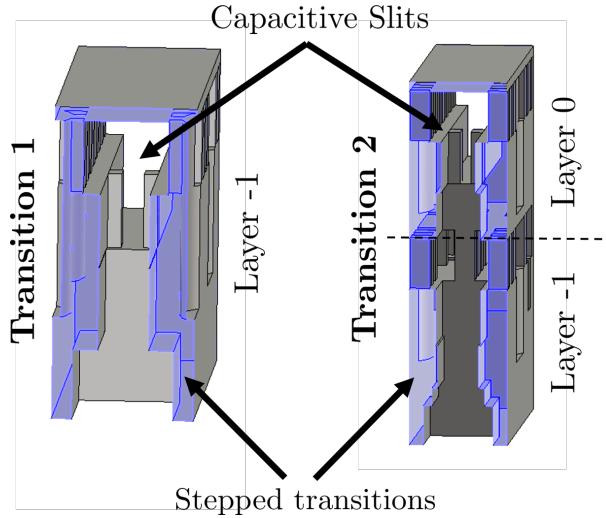 Capacitive Slits
Transition 1
Layer -1
Transition 2
Layer 0
Layer -1
Stepped transitions